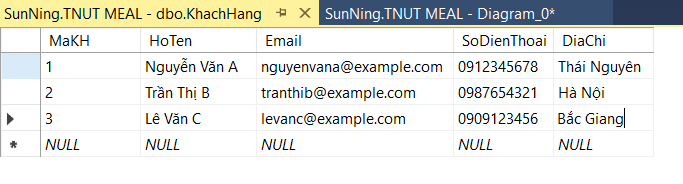 SunNing.TNUT MEAL - dbo.KhachHang SunNing.TNUT MEAL - Diagram_0*
MaKH HoTen Email SoDienThoai DiaChi
1 Nguyễn Văn A nguyenvana@example.com 0912345678 Thái Nguyên
2 Trần Thị B tranthib@example.com 0987654321 Hà Nội
3 Lê Văn C levanc@example.com 0909123456 Bắc Giang
* NULL NULL NULL NULL NULL